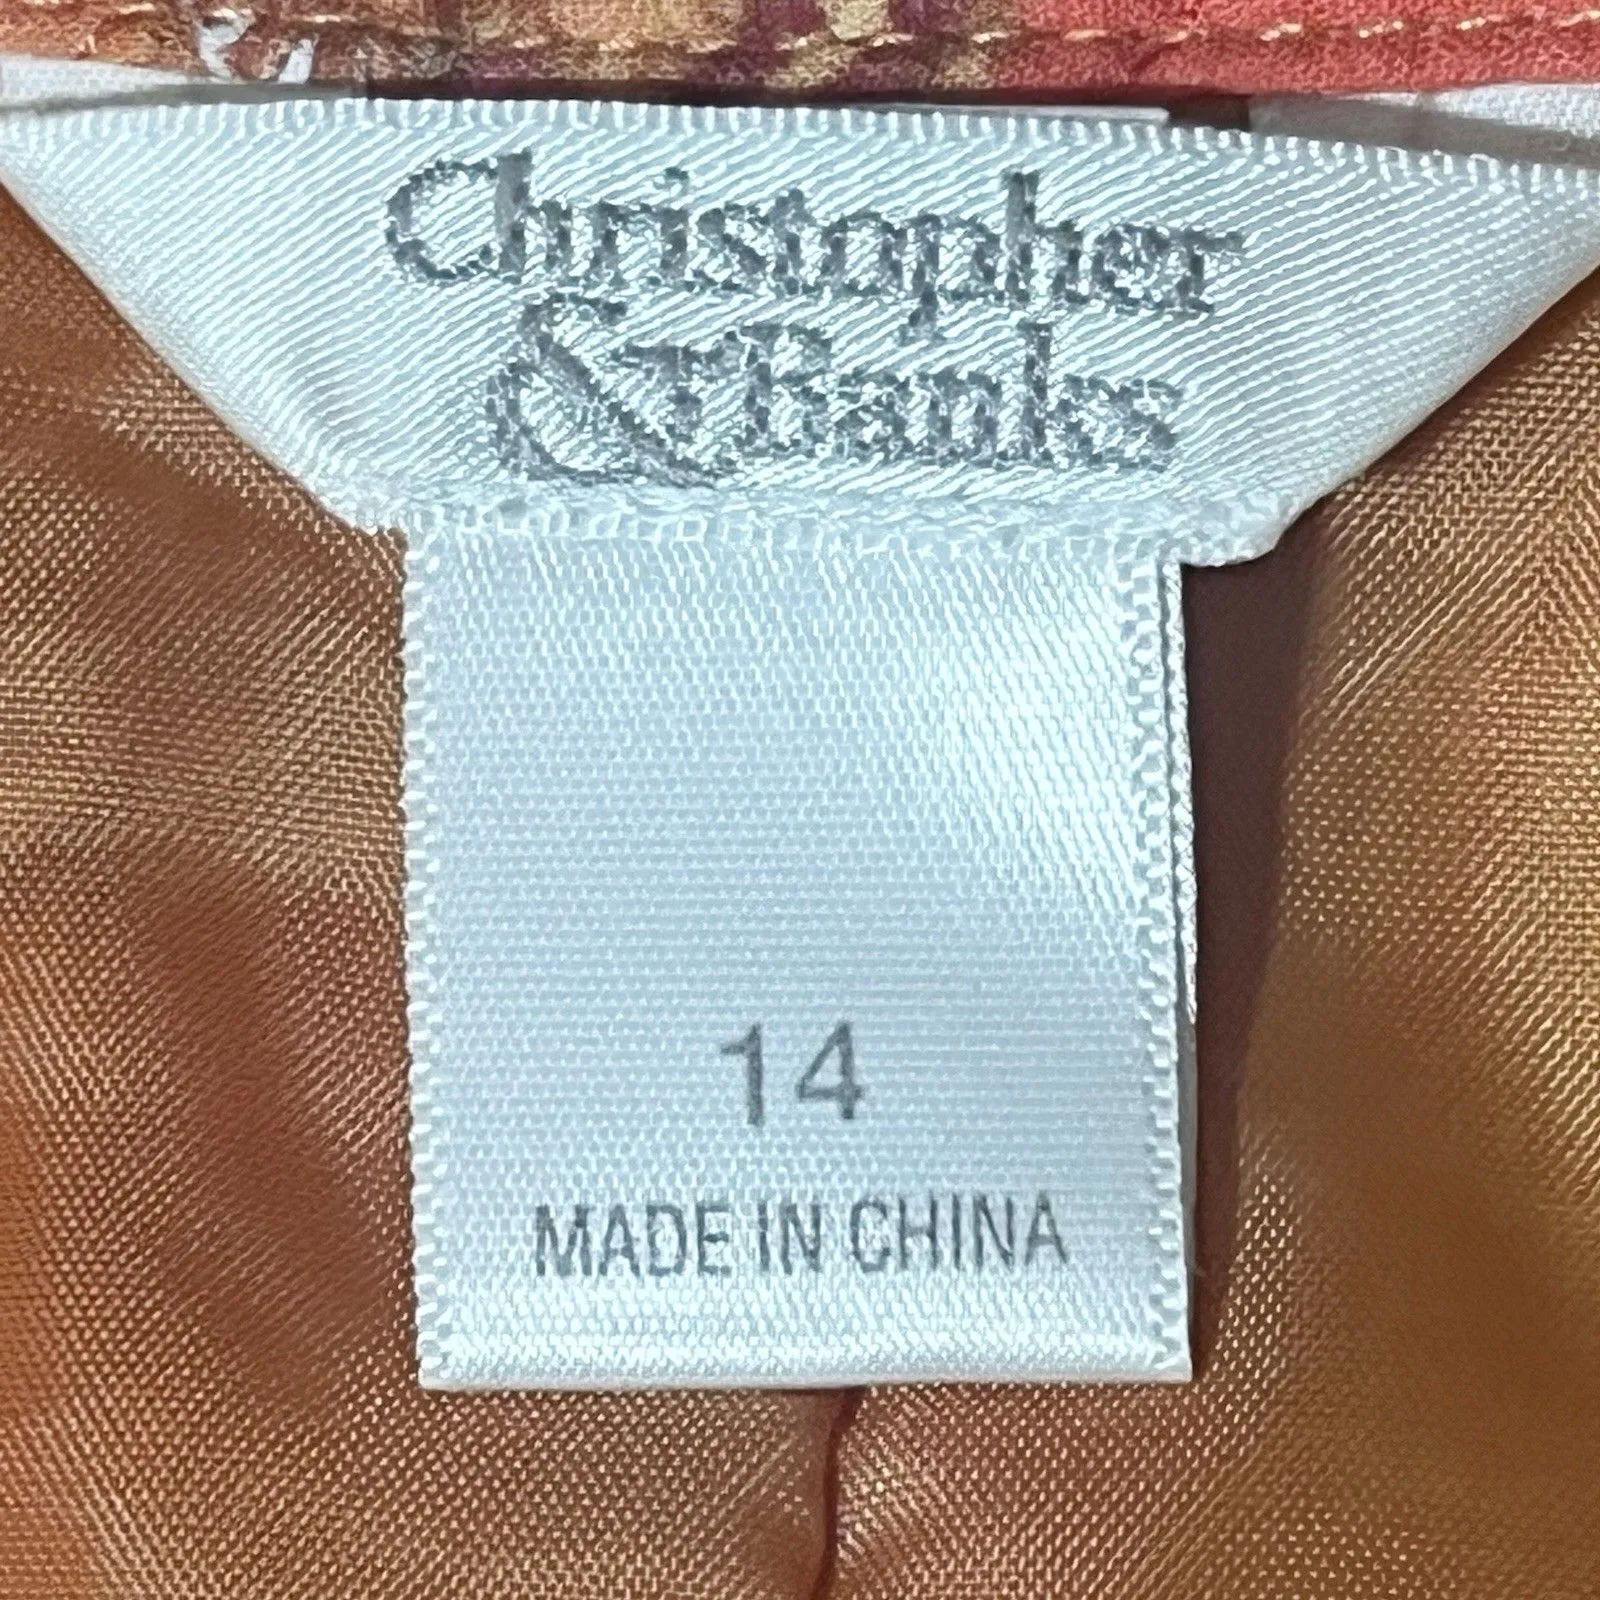 Christopher
& Banks
14
MADE IN CHINA